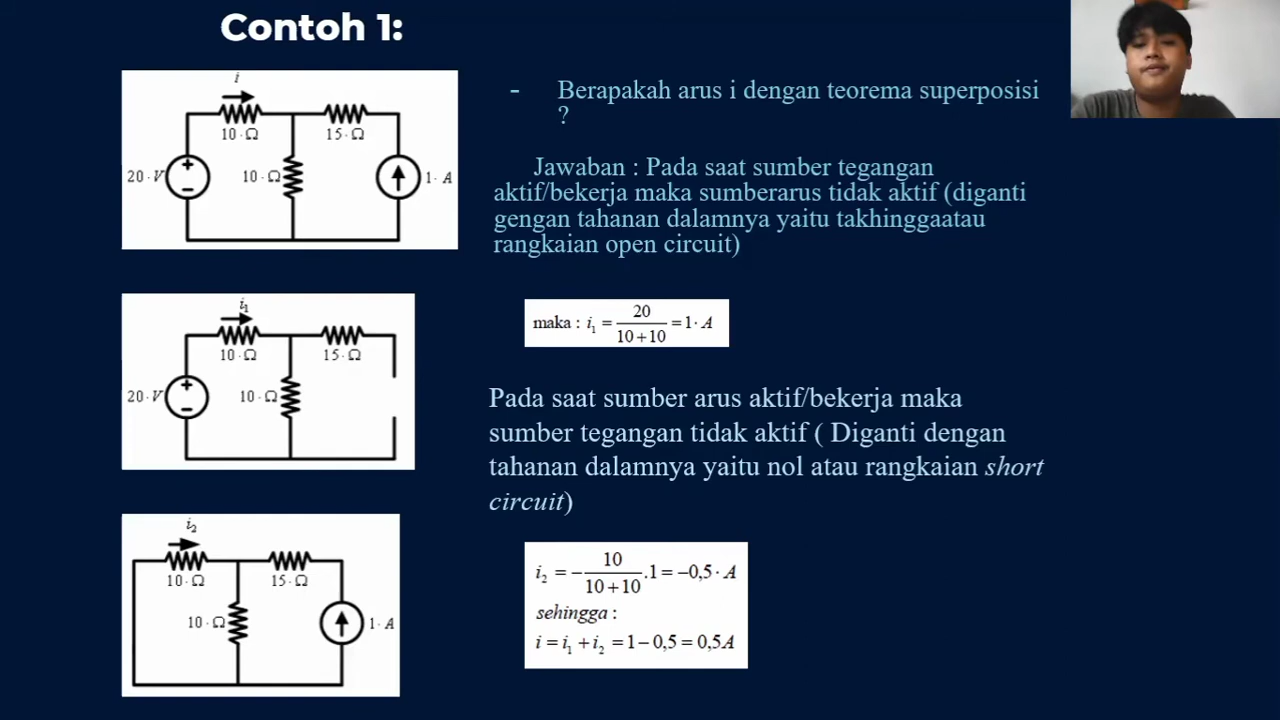 Contoh 1:
i
10·Ω
15·Ω
20·V
10·Ω
1·A
- Berapakah arus i dengan teorema superposisi
?
Jawaban : Pada saat sumber tegangan
aktif/bekerja maka sumberarus tidak aktif (diganti
gengan tahanan dalamnya yaitu takhinggaatau
rangkaian open circuit)
i₁
10·Ω
15·Ω
20·V
10·Ω
maka : i₁ = 20/(10+10) = 1·A
Pada saat sumber arus aktif/bekerja maka
sumber tegangan tidak aktif ( Diganti dengan
tahanan dalamnya yaitu nol atau rangkaian short
circuit)
i₂
10·Ω
15·Ω
10·Ω
1·A
i₂ = −10/(10+10) .1 = −0,5·A
sehingga :
i = i₁ + i₂ = 1 − 0,5 = 0,5A